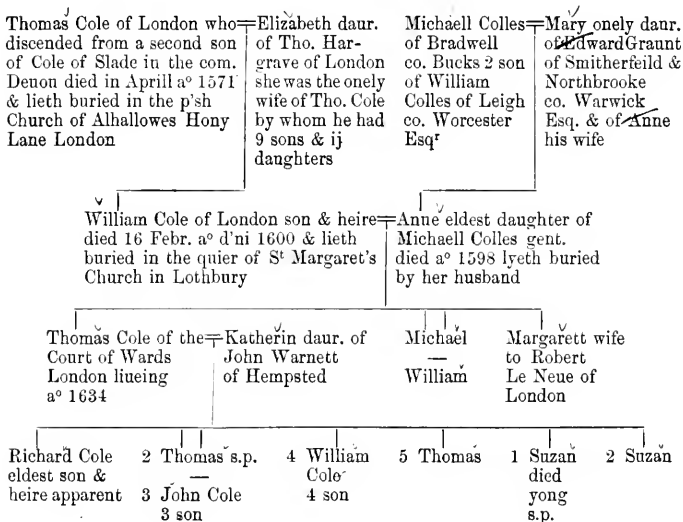 Thomas Cole of London who
discended from a second son
of Cole of Slade in the com.
Deuon died in Aprill aº 1571
& lieth buried in the p'sh
Church of Alhallowes Hony
Lane London
Elizabeth daur.
of Tho. Har-
grave of London
she was the onely
wife of Tho. Cole
by whom he had
9 sons & ij
daughters
Michaell Colles
of Bradwell
co. Bucks 2 son
of William
Colles of Leigh
co. Worcester
Esqʳ
Mary onely daur.
of Edward Graunt
of Smitherfeild &
Northbrooke
co. Warwick
Esq. & of Anne
his wife
William Cole of London son & heire
died 16 Febr. aº d'ni 1600 & lieth
buried in the quier of Sᵗ Margaret's
Church in Lothbury
Anne eldest daughter of
Michaell Colles gent.
died aº 1598 lyeth buried
by her husband
Thomas Cole of the
Court of Wards
London liueing
aº 1634
Katherin daur. of
John Warnett
of Hempsted
Michael
—
William
Margarett wife
to Robert
Le Neue of
London
Richard Cole
eldest son &
heire apparent
2 Thomas s.p.
—
3 John Cole
3 son
4 William
Cole
4 son
5 Thomas
1 Suzan
died
yong
s.p.
2 Suzan